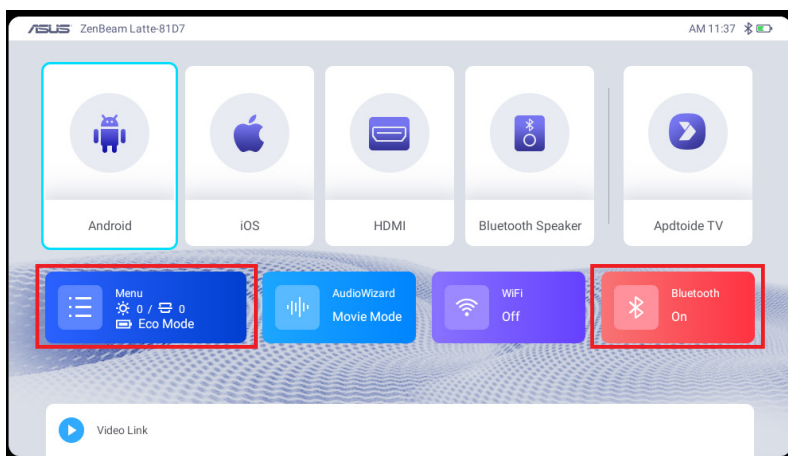 ASUS ZenBeam Latte-81D7 AM 11:37
Android iOS HDMI Bluetooth Speaker Apdtoide TV
Menu
0 / 0
Eco Mode
AudioWizard
Movie Mode
WiFi
Off
Bluetooth
On
Video Link